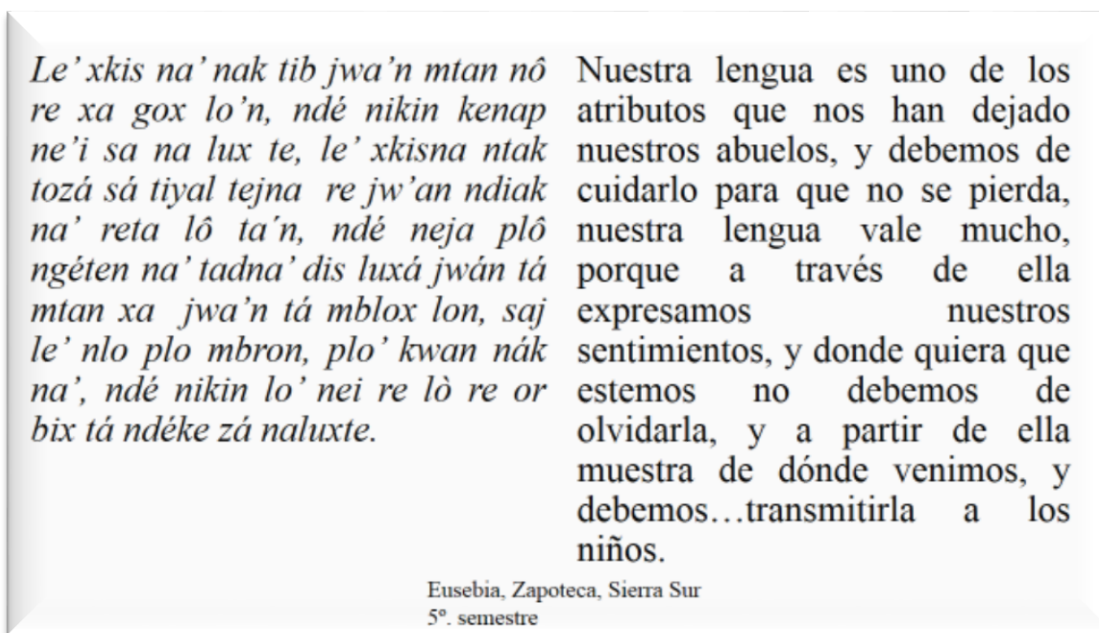 Le’ xkis na’ nak tib jwa’n mtan nô
re xa gox lo’n, ndé nikin kenap
ne’i sa na lux te, le’ xkisna ntak
tozá sá tiyal tejna re jw’an ndiak
na’ reta lô ta´n, ndé neja plô
ngéten na’ tadna’ dis luxá jwán tá
mtan xa jwa’n tá mblox lon, saj
le’ nlo plo mbron, plo’ kwan nák
na’, ndé nikin lo’ nei re lò re or
bix tá ndéke zá naluxte.
Nuestra lengua es uno de los
atributos que nos han dejado
nuestros abuelos, y debemos de
cuidarlo para que no se pierda,
nuestra lengua vale mucho,
porque a través de ella
expresamos nuestros
sentimientos, y donde quiera que
estemos no debemos de
olvidarla, y a partir de ella
muestra de dónde venimos, y
debemos…transmitirla a los
niños.
Eusebia, Zapoteca, Sierra Sur
5º. semestre